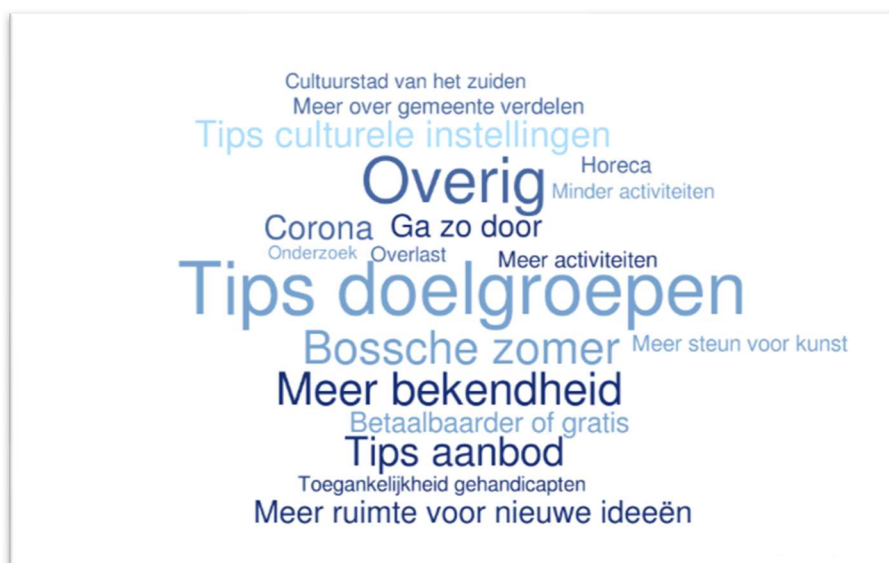 Cultuurstad van het zuiden
Meer over gemeente verdelen
Tips culturele instellingen
Overig
Horeca
Minder activiteiten
Corona
Ga zo door
Onderzoek
Overlast
Meer activiteiten
Tips doelgroepen
Bossche zomer
Meer steun voor kunst
Meer bekendheid
Betaalbaarder of gratis
Tips aanbod
Toegankelijkheid gehandicapten
Meer ruimte voor nieuwe ideeën